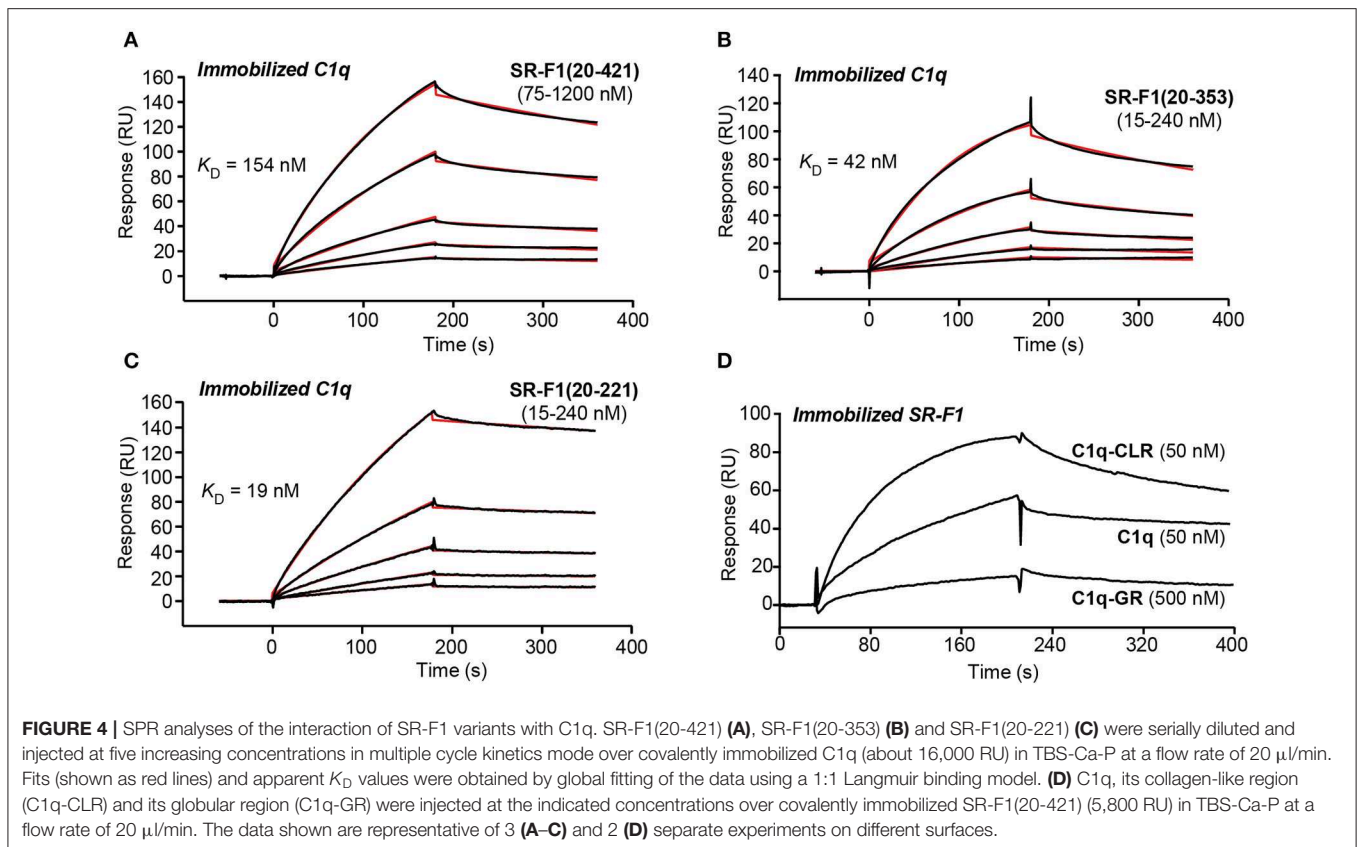 A
Immobilized C1q
SR-F1(20-421)
(75-1200 nM)
KD = 154 nM
Response (RU)
160
140
120
100
80
60
40
20
0
0 100 200 300 400
Time (s)
B
Immobilized C1q
SR-F1(20-353)
(15-240 nM)
KD = 42 nM
Response (RU)
140
120
100
80
60
40
20
0
0 100 200 300 400
Time (s)
C
Immobilized C1q
SR-F1(20-221)
(15-240 nM)
KD = 19 nM
Response (RU)
160
140
120
100
80
60
40
20
0
0 100 200 300 400
Time (s)
D
Immobilized SR-F1
C1q-CLR (50 nM)
C1q (50 nM)
C1q-GR (500 nM)
Response (RU)
100
80
60
40
20
0
0 80 160 240 320 400
Time (s)
FIGURE 4 | SPR analyses of the interaction of SR-F1 variants with C1q. SR-F1(20-421) (A), SR-F1(20-353) (B) and SR-F1(20-221) (C) were serially diluted and
injected at five increasing concentrations in multiple cycle kinetics mode over covalently immobilized C1q (about 16,000 RU) in TBS-Ca-P at a flow rate of 20 μl/min.
Fits (shown as red lines) and apparent KD values were obtained by global fitting of the data using a 1:1 Langmuir binding model. (D) C1q, its collagen-like region
(C1q-CLR) and its globular region (C1q-GR) were injected at the indicated concentrations over covalently immobilized SR-F1(20-421) (5,800 RU) in TBS-Ca-P at a
flow rate of 20 μl/min. The data shown are representative of 3 (A–C) and 2 (D) separate experiments on different surfaces.